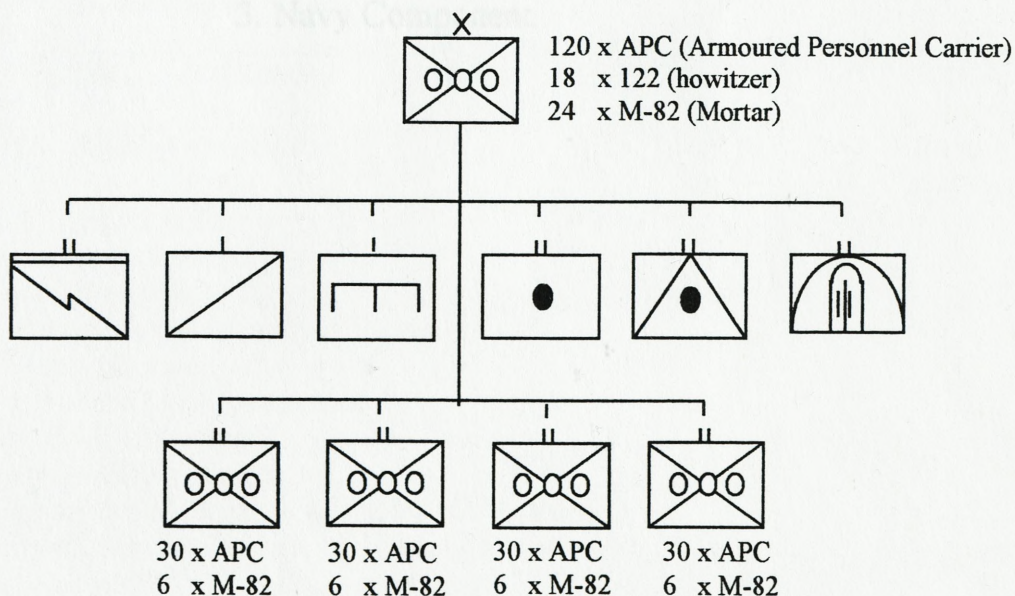 3. Navy Component
X
120 x APC (Armoured Personnel Carrier)
18 x 122 (howitzer)
24 x M-82 (Mortar)
30 x APC
6 x M-82
30 x APC
6 x M-82
30 x APC
6 x M-82
30 x APC
6 x M-82